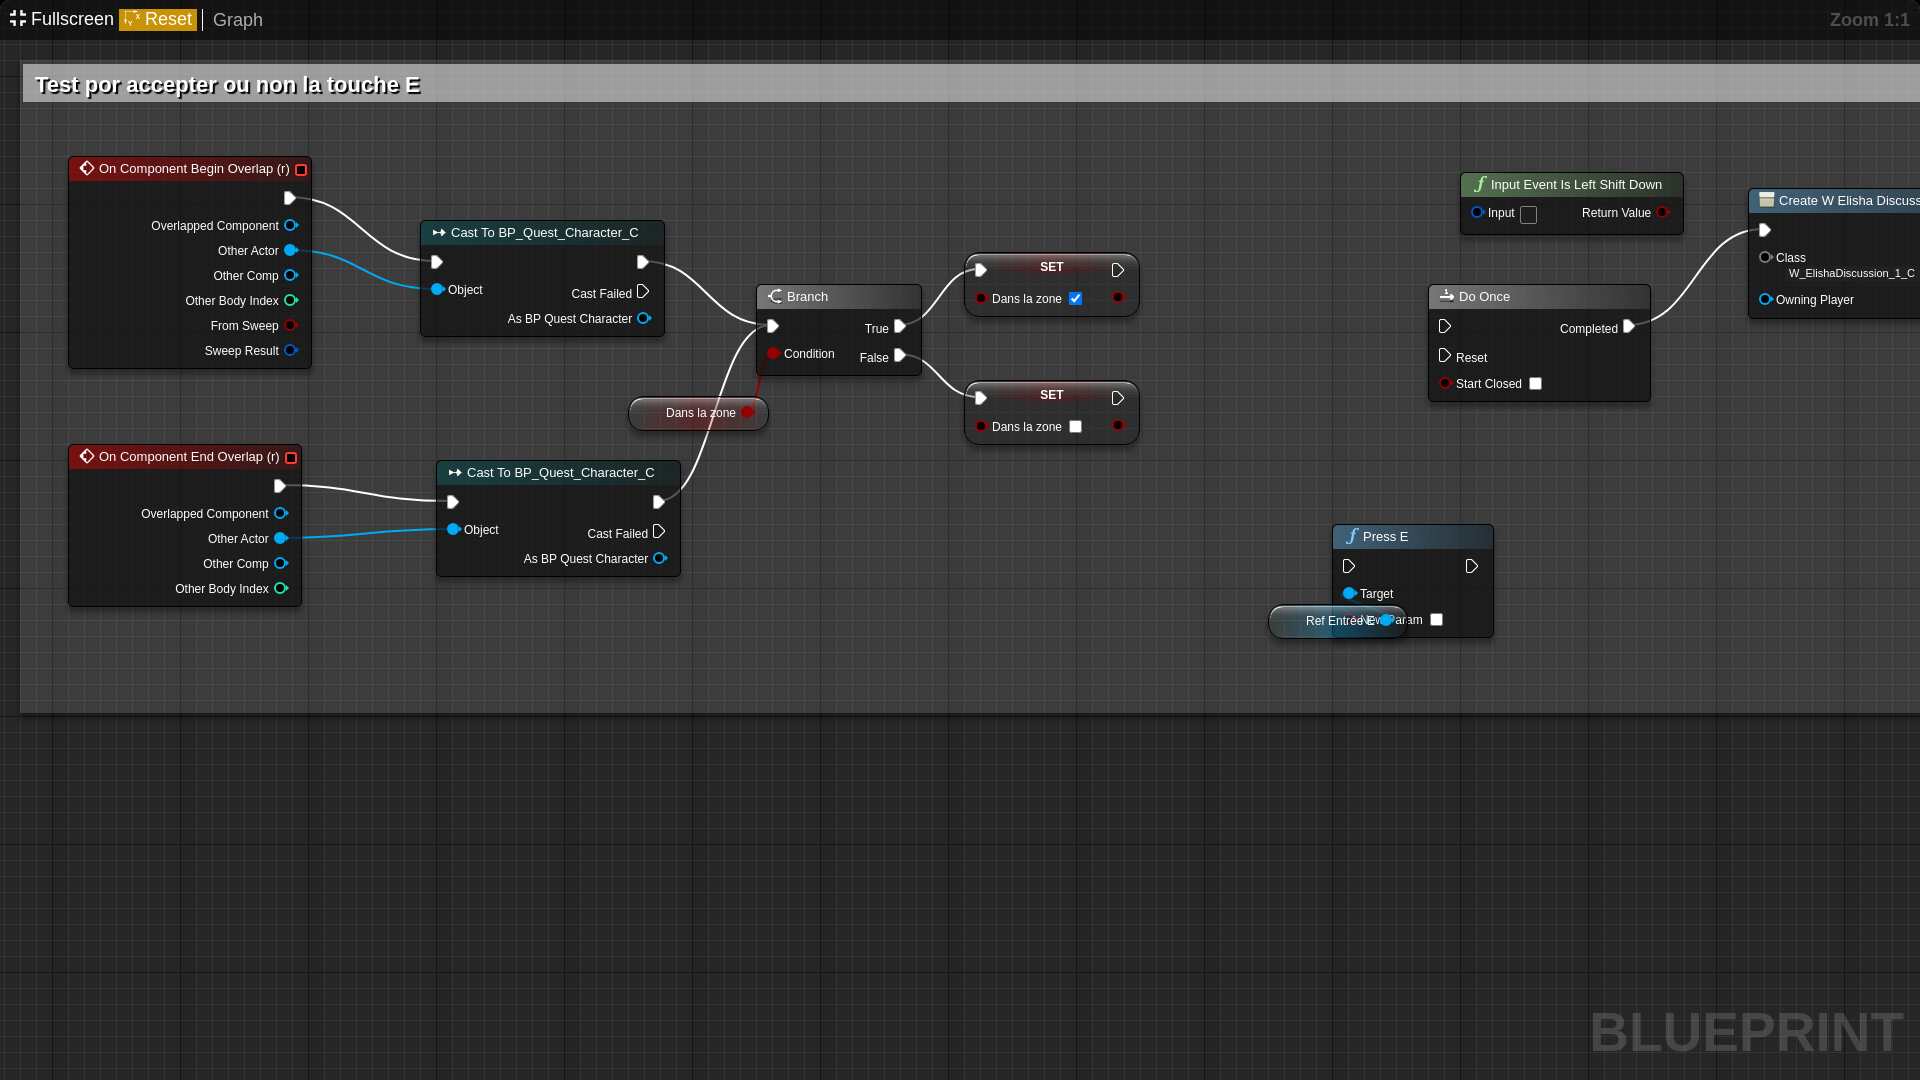 Fullscreen Reset Graph Zoom 1:1
Test por accepter ou non la touche E
On Component Begin Overlap (r)
Overlapped Component
Other Actor
Other Comp
Other Body Index
From Sweep
Sweep Result
Cast To BP_Quest_Character_C
Object
Cast Failed
As BP Quest Character
Branch
True
Condition
False
Dans la zone
SET
Dans la zone
SET
Dans la zone
On Component End Overlap (r)
Overlapped Component
Other Actor
Other Comp
Other Body Index
Cast To BP_Quest_Character_C
Object
Cast Failed
As BP Quest Character
Input Event Is Left Shift Down
Input
Return Value
Do Once
Completed
Reset
Start Closed
Create W Elisha Discuss
Class
W_ElishaDiscussion_1_C
Owning Player
Press E
Target
New Param
Ref Entrée E
BLUEPRINT